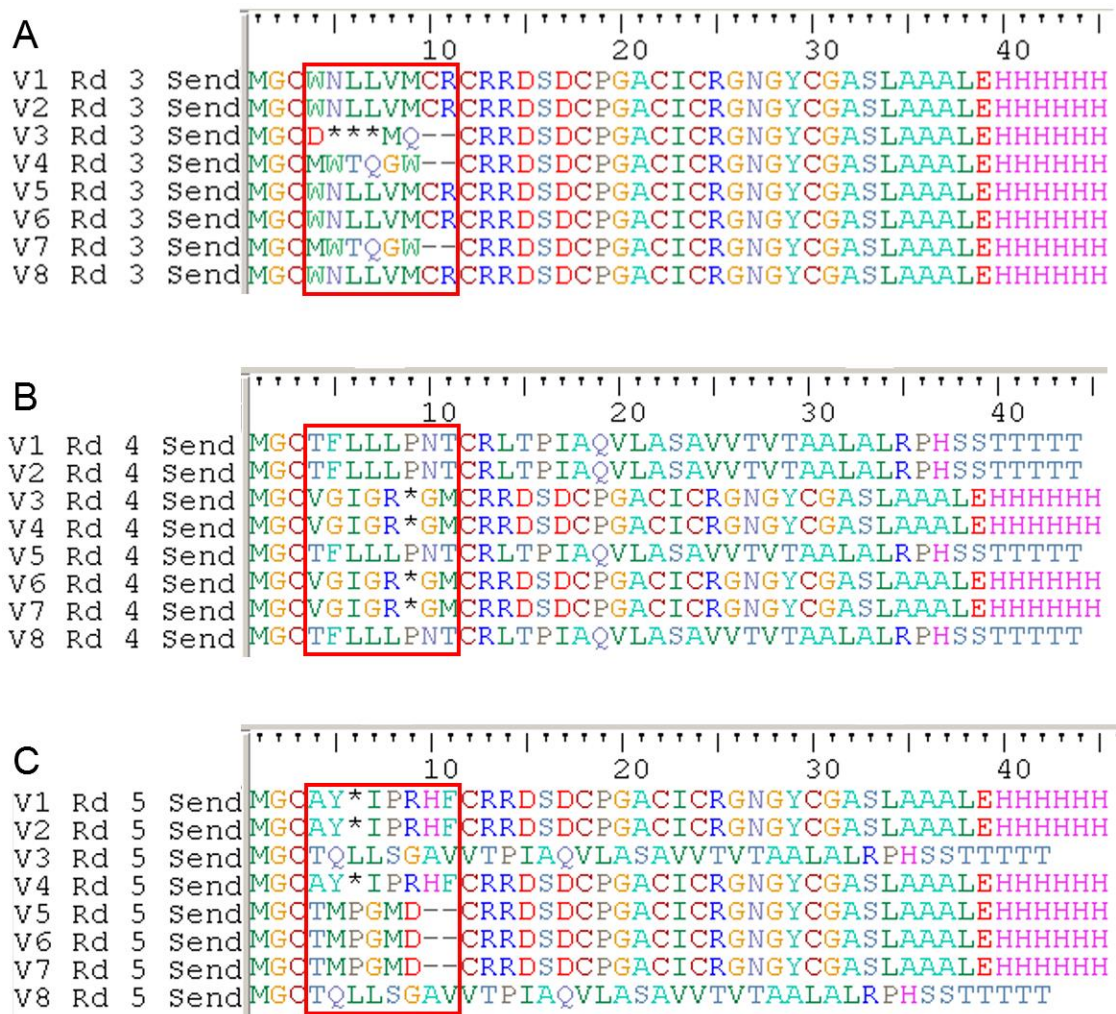 A
10 20 30 40
V1 Rd 3 Send MGCWNLLVMCRCRRDSDCPGACICRGNGYCGASLAAALEHHHHHH
V2 Rd 3 Send MGCWNLLVMCRCRRDSDCPGACICRGNGYCGASLAAALEHHHHHH
V3 Rd 3 Send MGCD***MQ--CRRDSDCPGACICRGNGYCGASLAAALEHHHHHH
V4 Rd 3 Send MGCMWTQGW--CRRDSDCPGACICRGNGYCGASLAAALEHHHHHH
V5 Rd 3 Send MGCWNLLVMCRCRRDSDCPGACICRGNGYCGASLAAALEHHHHHH
V6 Rd 3 Send MGCWNLLVMCRCRRDSDCPGACICRGNGYCGASLAAALEHHHHHH
V7 Rd 3 Send MGCMWTQGW--CRRDSDCPGACICRGNGYCGASLAAALEHHHHHH
V8 Rd 3 Send MGCWNLLVMCRCRRDSDCPGACICRGNGYCGASLAAALEHHHHHH
B
10 20 30 40
V1 Rd 4 Send MGCTFLLLPNTCRLTPIAQVLASAVVTVTAALALRPHSSTTTTT
V2 Rd 4 Send MGCTFLLLPNTCRLTPIAQVLASAVVTVTAALALRPHSSTTTTT
V3 Rd 4 Send MGCVGIGR*GMCRRDSDCPGACICRGNGYCGASLAAALEHHHHHH
V4 Rd 4 Send MGCVGIGR*GMCRRDSDCPGACICRGNGYCGASLAAALEHHHHHH
V5 Rd 4 Send MGCTFLLLPNTCRLTPIAQVLASAVVTVTAALALRPHSSTTTTT
V6 Rd 4 Send MGCVGIGR*GMCRRDSDCPGACICRGNGYCGASLAAALEHHHHHH
V7 Rd 4 Send MGCVGIGR*GMCRRDSDCPGACICRGNGYCGASLAAALEHHHHHH
V8 Rd 4 Send MGCTFLLLPNTCRLTPIAQVLASAVVTVTAALALRPHSSTTTTT
C
10 20 30 40
V1 Rd 5 Send MGCAY*IPRHFCRRDSDCPGACICRGNGYCGASLAAALEHHHHHH
V2 Rd 5 Send MGCAY*IPRHFCRRDSDCPGACICRGNGYCGASLAAALEHHHHHH
V3 Rd 5 Send MGCTQLLSGAVVTPIAQVLASAVVTVTAALALRPHSSTTTTT
V4 Rd 5 Send MGCAY*IPRHFCRRDSDCPGACICRGNGYCGASLAAALEHHHHHH
V5 Rd 5 Send MGCTMPGMD--CRRDSDCPGACICRGNGYCGASLAAALEHHHHHH
V6 Rd 5 Send MGCTMPGMD--CRRDSDCPGACICRGNGYCGASLAAALEHHHHHH
V7 Rd 5 Send MGCTMPGMD--CRRDSDCPGACICRGNGYCGASLAAALEHHHHHH
V8 Rd 5 Send MGCTQLLSGAVVTPIAQVLASAVVTVTAALALRPHSSTTTTT